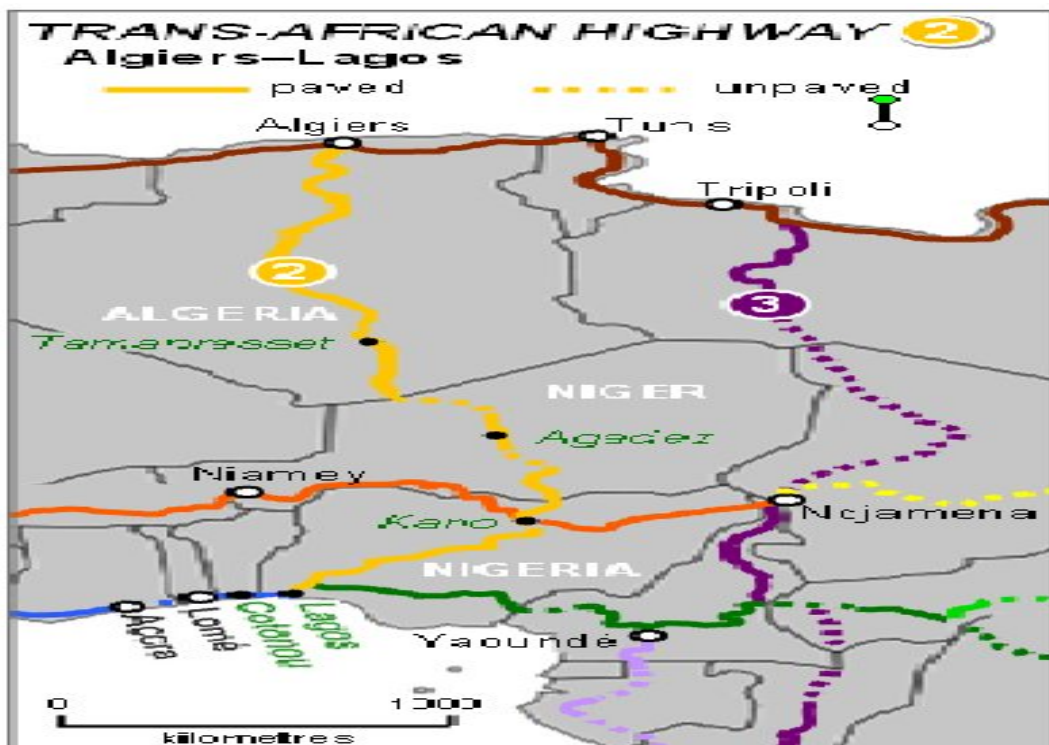 TRANS-AFRICAN HIGHWAY 2
Algiers–Lagos
paved
unpaved
Algiers
Tunis
Tripoli
2
3
ALGERIA
Tamanrasset
NIGER
Agadez
Niamey
Kano
Ndjamena
NIGERIA
Accra
Lomé
Cotonou
Lagos
Yaoundé
0 1000
kilometres